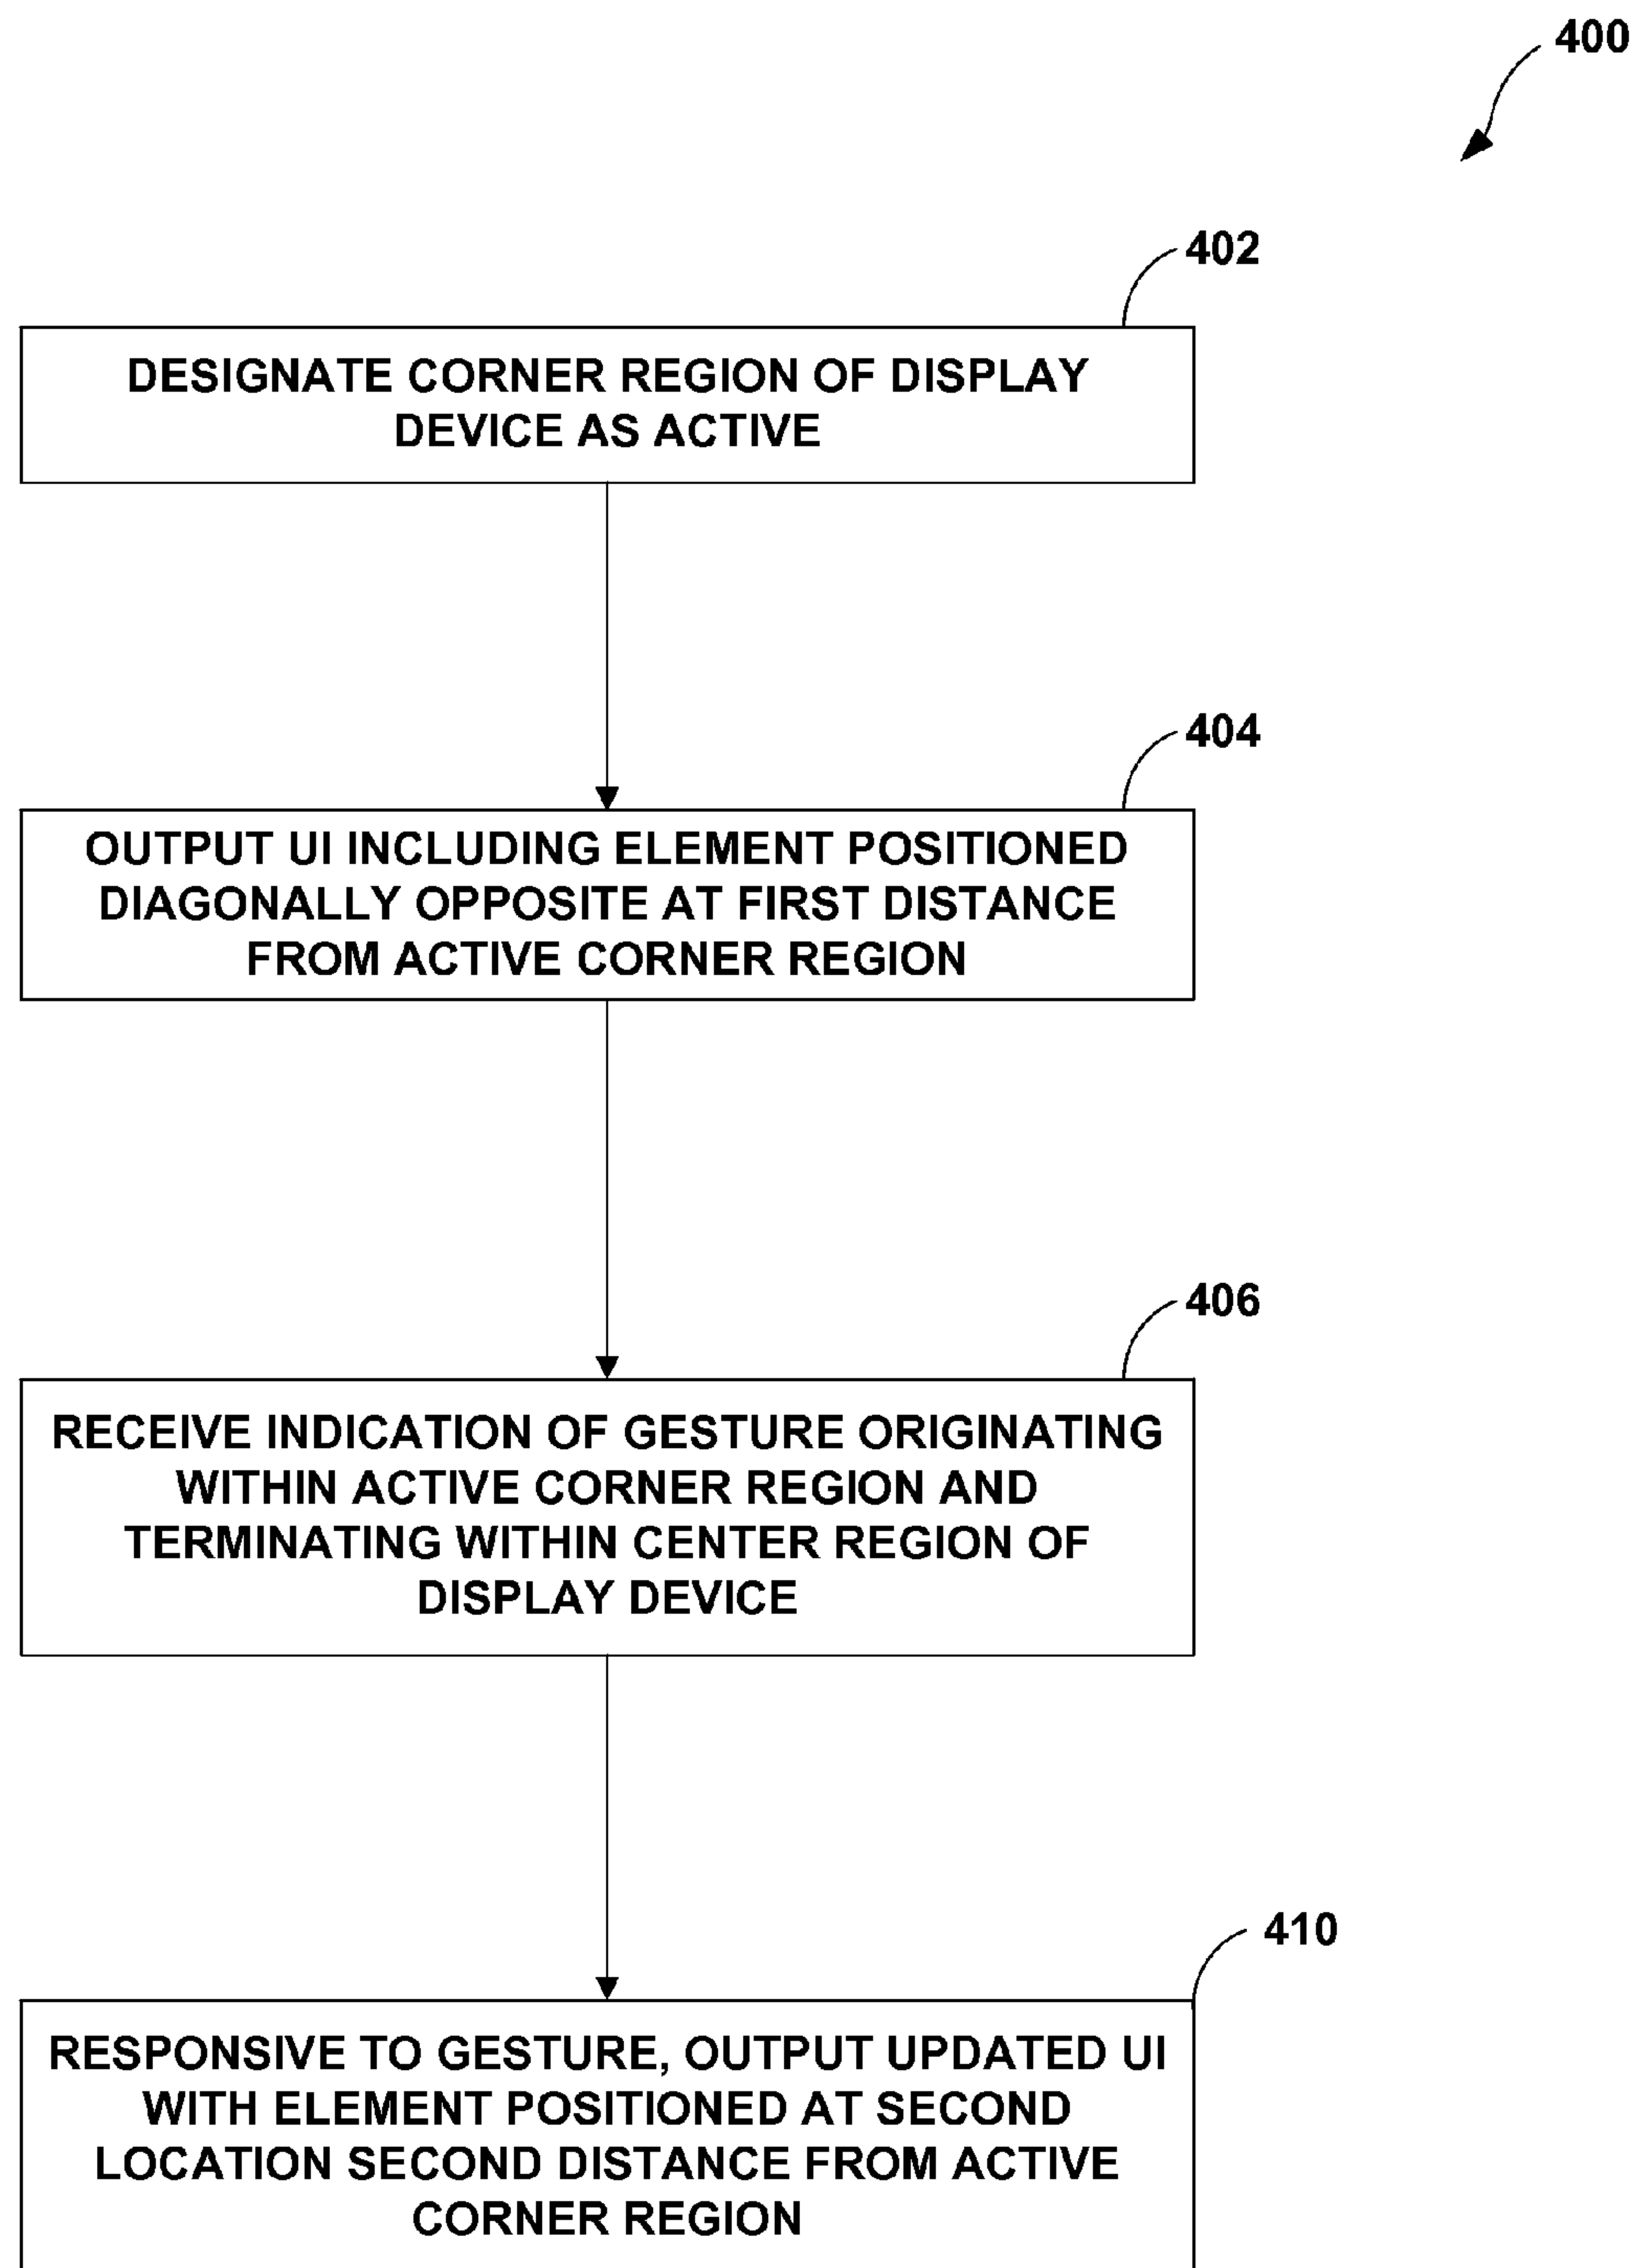 400
402
DESIGNATE CORNER REGION OF DISPLAY
DEVICE AS ACTIVE
404
OUTPUT UI INCLUDING ELEMENT POSITIONED
DIAGONALLY OPPOSITE AT FIRST DISTANCE
FROM ACTIVE CORNER REGION
406
RECEIVE INDICATION OF GESTURE ORIGINATING
WITHIN ACTIVE CORNER REGION AND
TERMINATING WITHIN CENTER REGION OF
DISPLAY DEVICE
410
RESPONSIVE TO GESTURE, OUTPUT UPDATED UI
WITH ELEMENT POSITIONED AT SECOND
LOCATION SECOND DISTANCE FROM ACTIVE
CORNER REGION